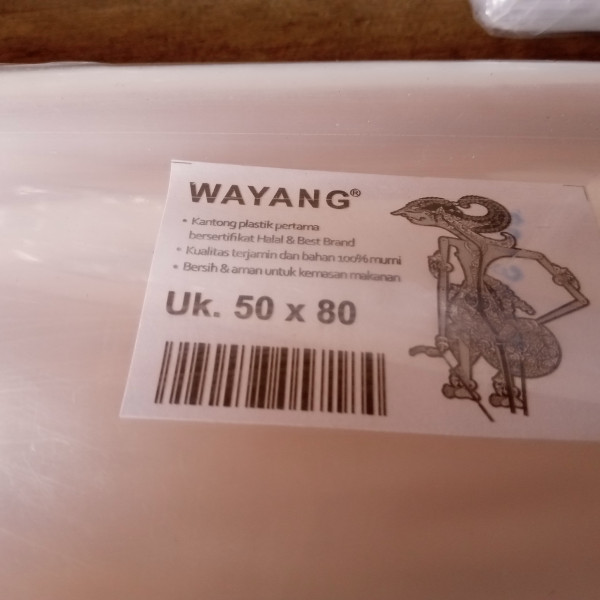 WAYANG®
• Kantong plastik pertama
bersertifikat Halal & Best Brand
• Kualitas terjamin dan bahan 100% murni
• Bersih & aman untuk kemasan makanan
Uk. 50 x 80